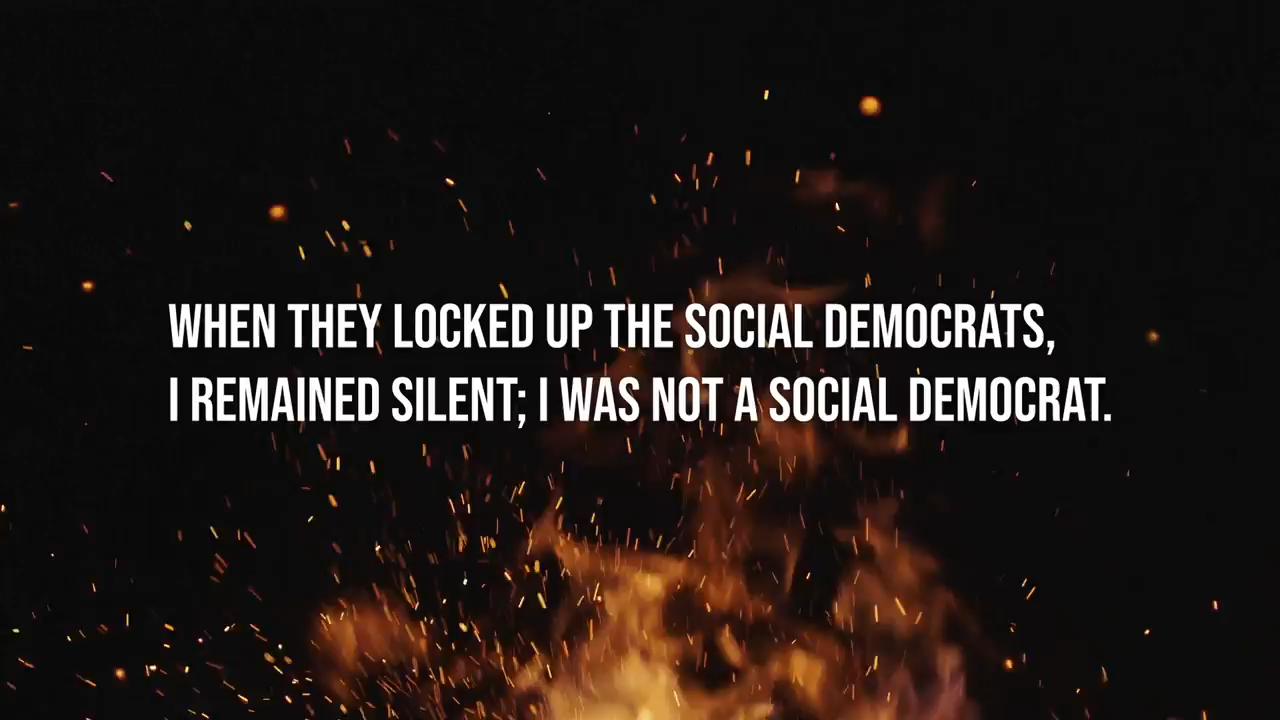 WHEN THEY LOCKED UP THE SOCIAL DEMOCRATS,
I REMAINED SILENT; I WAS NOT A SOCIAL DEMOCRAT.